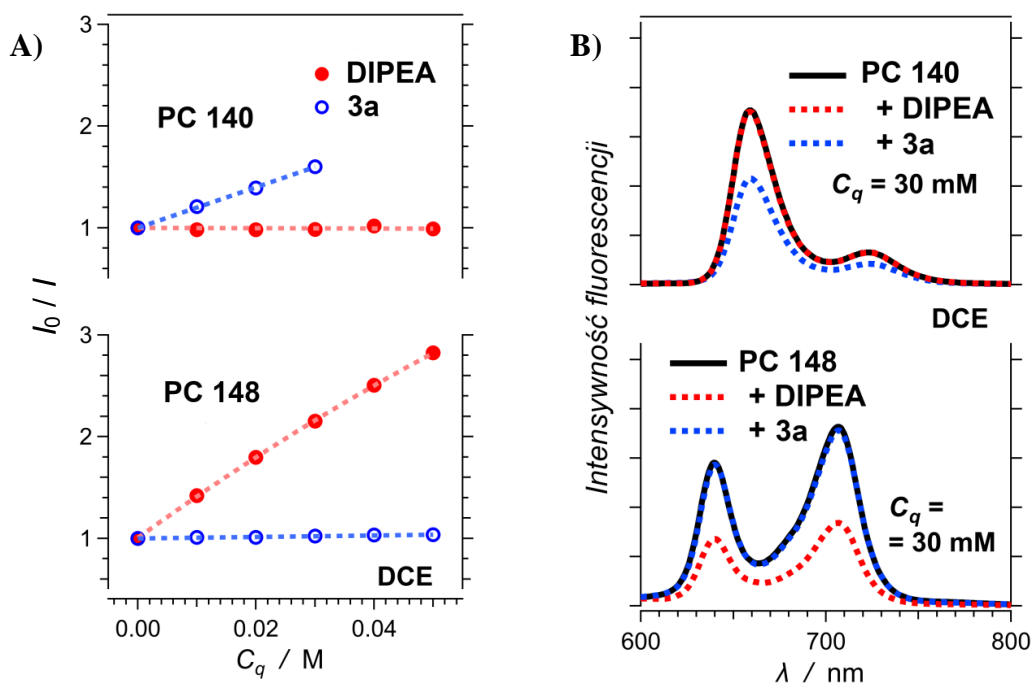 A)
I0 / I
3
2
1
DIPEA
3a
PC 140
3
2
1
PC 148
DCE
0.00
0.02
0.04
Cq / M
B)
Intensywność fluorescencji
PC 140
+ DIPEA
+ 3a
Cq = 30 mM
DCE
PC 148
+ DIPEA
+ 3a
Cq =
= 30 mM
600
700
800
λ / nm